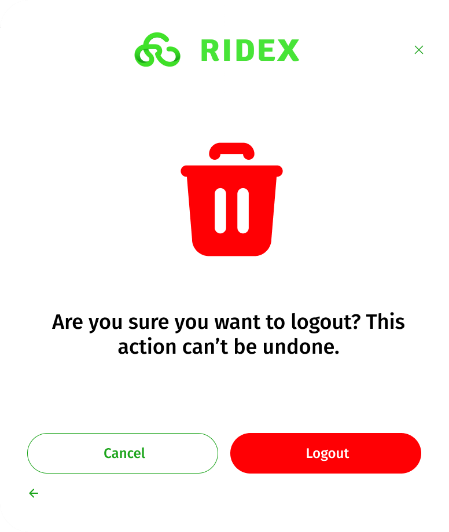 RIDEX
Are you sure you want to logout? This
action can’t be undone.
Cancel
Logout